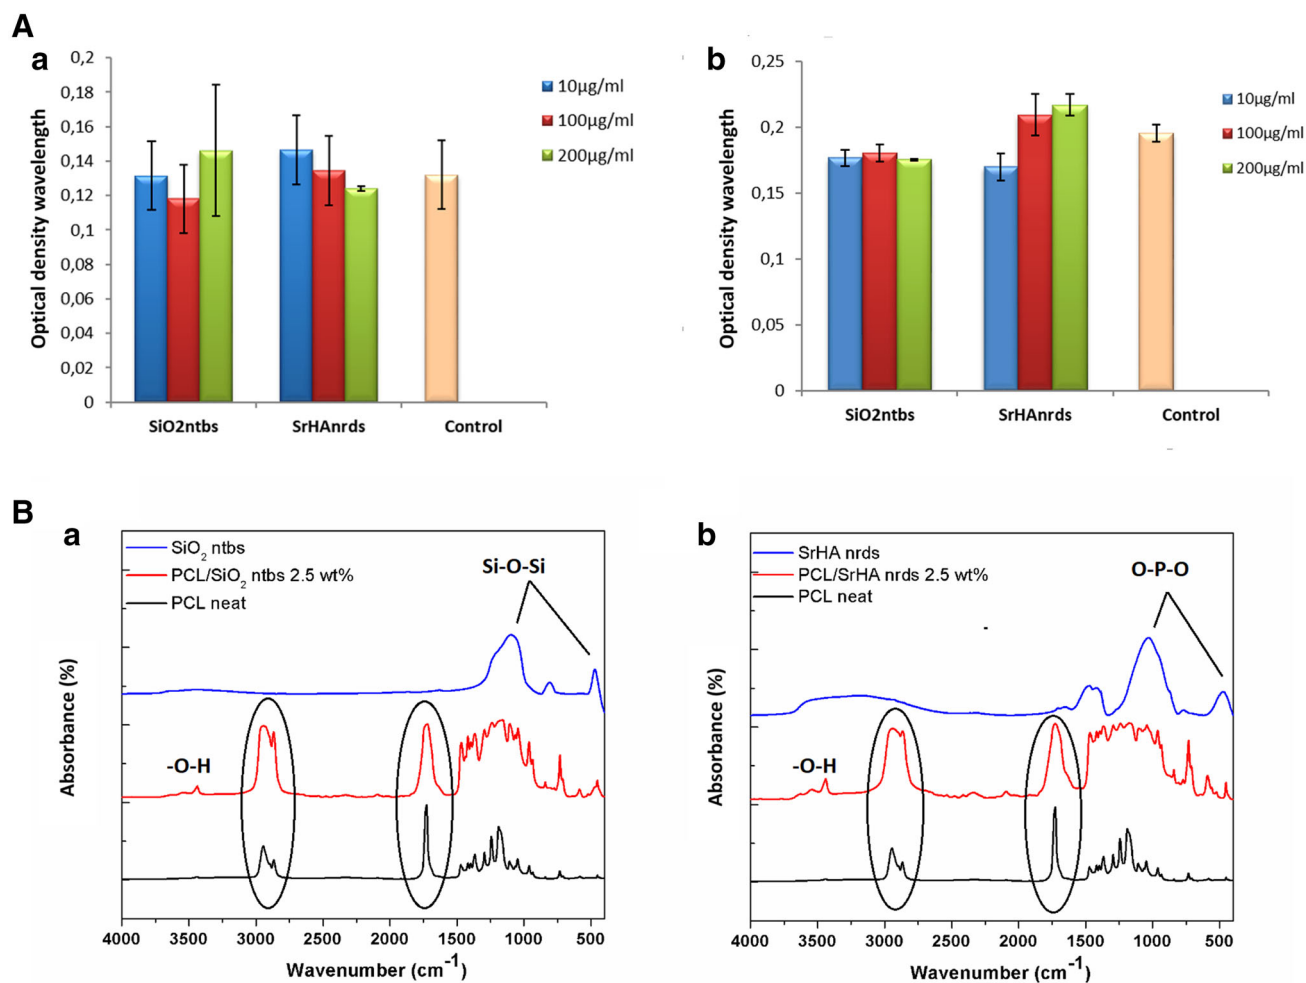 A
a
0,2
0,18
0,16
0,14
0,12
0,1
0,08
0,06
0,04
0,02
0
Optical density wavelength
10µg/ml
100µg/ml
200µg/ml
SiO2ntbs SrHAnrds Control
b
0,25
0,2
0,15
0,1
0,05
0
Optical density wavelength
10µg/ml
100µg/ml
200µg/ml
SiO2ntbs SrHAnrds Control
B
a
SiO2 ntbs
PCL/SiO2 ntbs 2.5 wt%
PCL neat
Si-O-Si
-O-H
Absorbance (%)
4000 3500 3000 2500 2000 1500 1000 500
Wavenumber (cm-1)
b
SrHA nrds
PCL/SrHA nrds 2.5 wt%
PCL neat
O-P-O
-O-H
Absorbance (%)
4000 3500 3000 2500 2000 1500 1000 500
Wavenumber (cm-1)